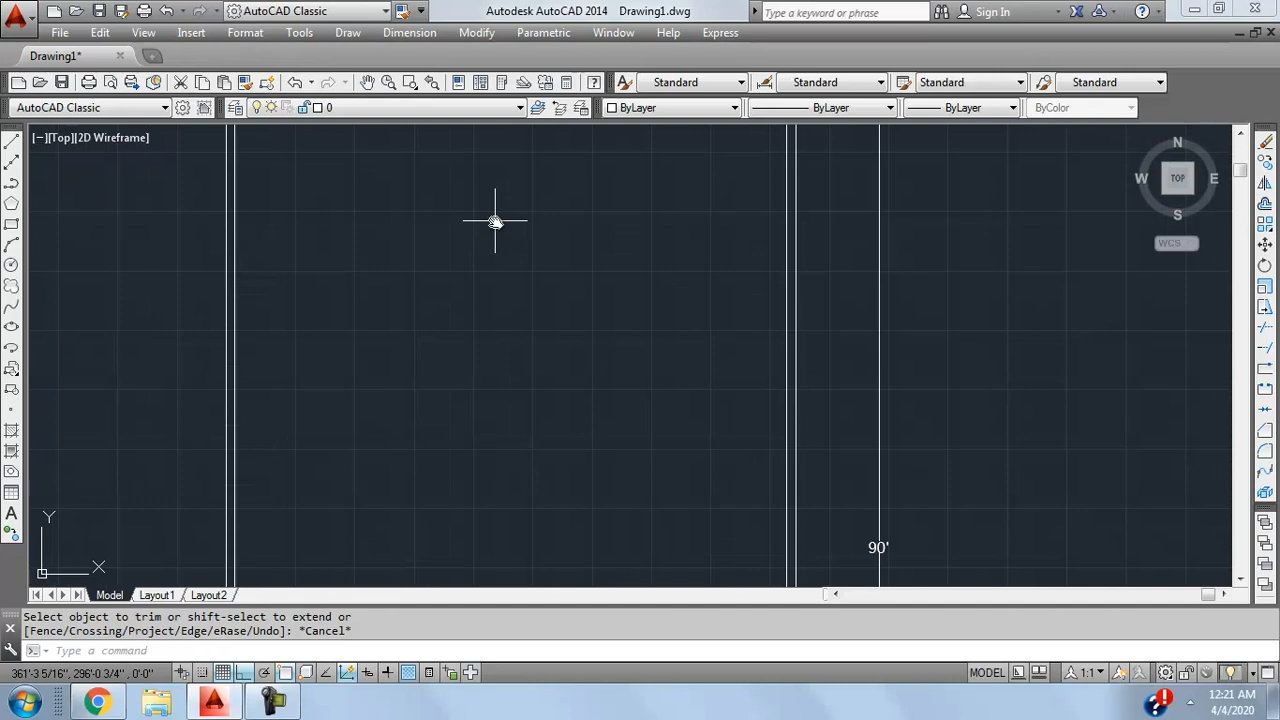 AutoCAD Classic
Autodesk AutoCAD 2014 Drawing1.dwg
Type a keyword or phrase
Sign In
File Edit View Insert Format Tools Draw Dimension Modify Parametric Window Help Express
Drawing1*
Standard Standard Standard Standard
AutoCAD Classic 0 ByLayer ByLayer ByLayer ByColor
[−][Top][2D Wireframe]
N
W TOP E
S
WCS
90'
Y
X
Model Layout1 Layout2
Select object to trim or shift-select to extend or
[Fence/Crossing/Project/Edge/eRase/Undo]: *Cancel*
Type a command
361'-3 5/16", 296'-0 3/4", 0'-0" MODEL 1:1
12:21 AM
4/4/2020